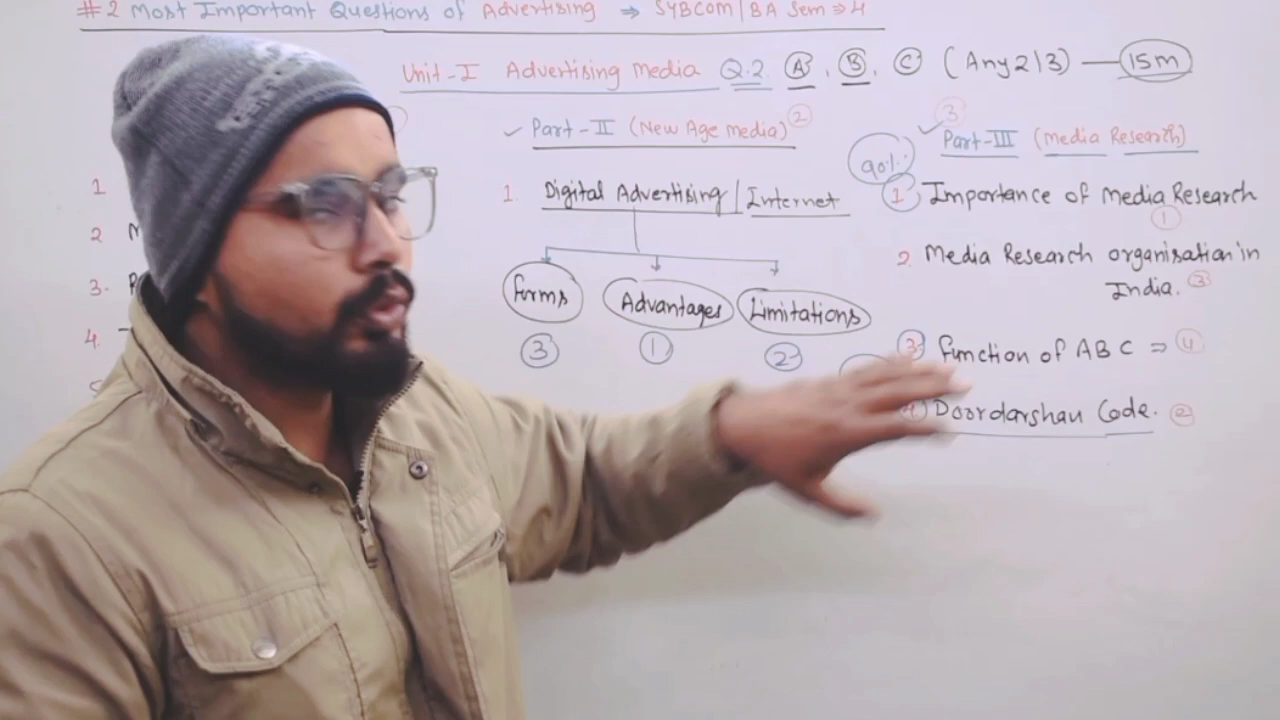 #2 Most Important Questions of Advertising ⇒ SYBCOM/BA Sem ⇒ 4
Unit-I Advertising Media Q.2. A, B, C (Any 2/3) — 15m
1
2
3.
4.
✓ Part-II (New Age media) 2
1. Digital Advertising / Internet
forms Advantages Limitations
3 1 2
90%
3
✓ Part-III (Media Research)
1 Importance of Media Research
1
2. Media Research organisation in
India. 3
3 function of ABC ⇒ 4
Doordarshan Code. 2